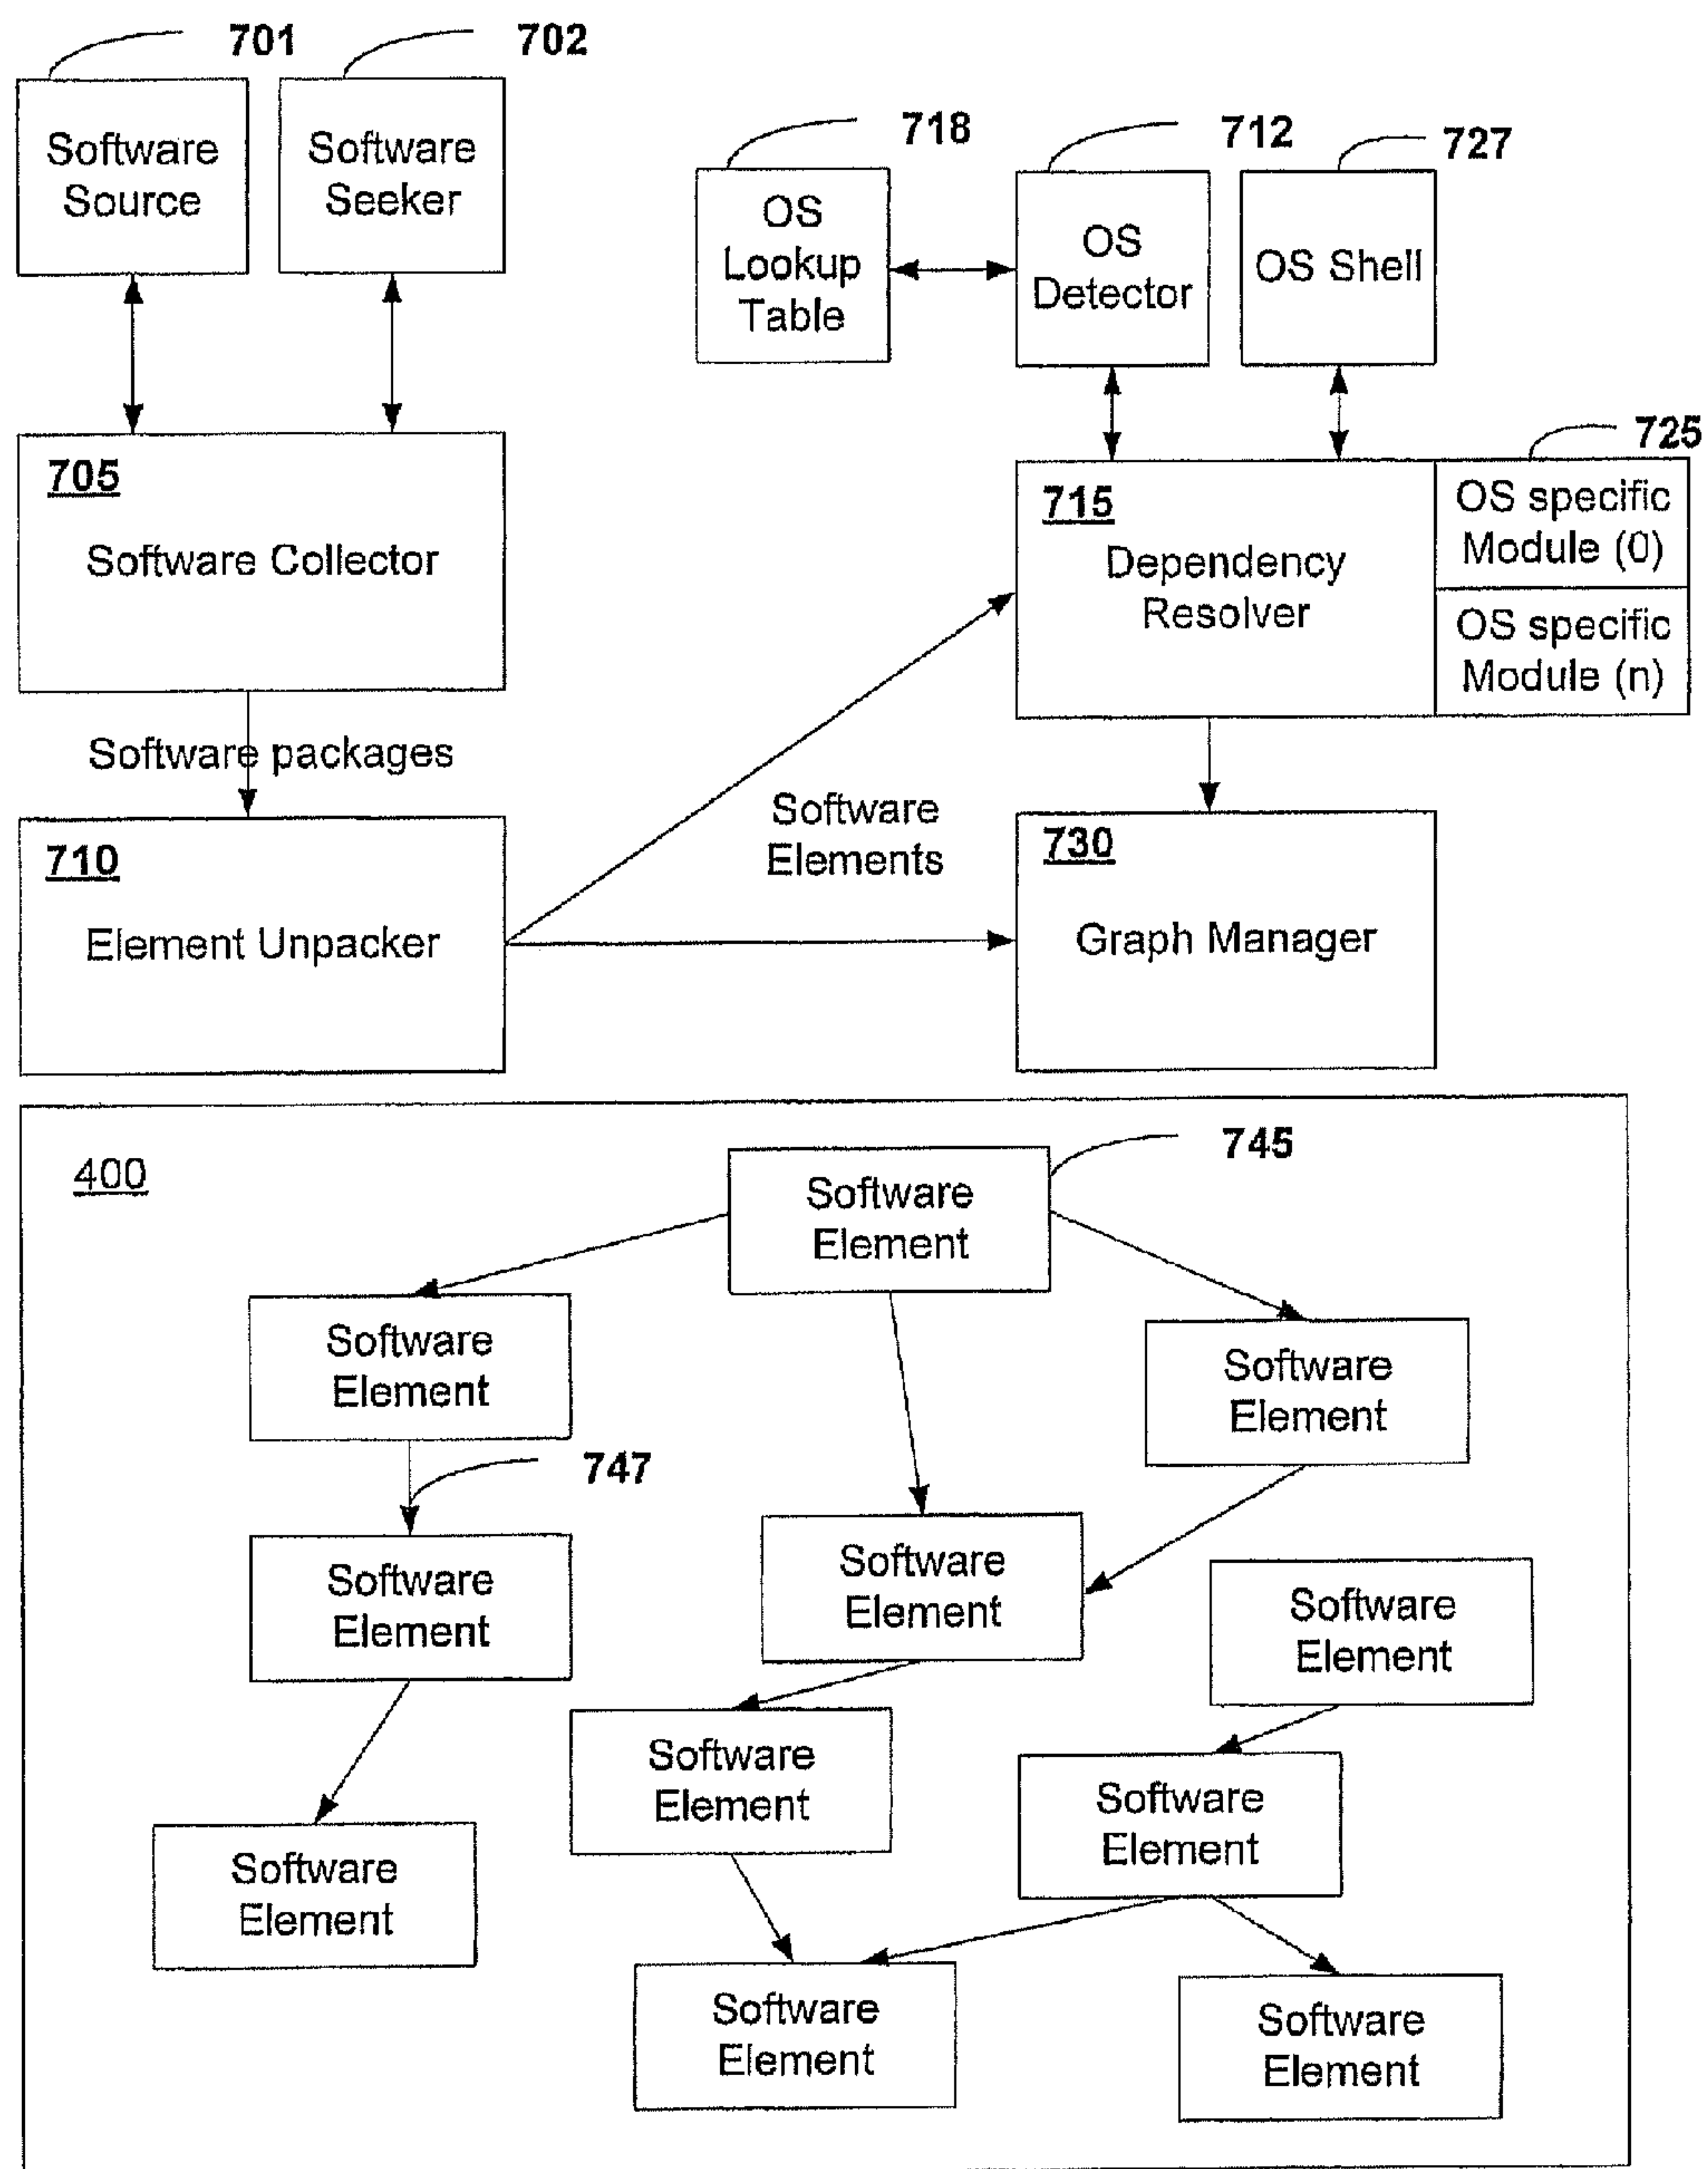 701
702
Software
Source
Software
Seeker
718
712
727
OS
Lookup
Table
OS
Detector
OS Shell
725
705
Software Collector
715
Dependency
Resolver
OS specific
Module (0)
OS specific
Module (n)
Software packages
Software
Elements
710
Element Unpacker
730
Graph Manager
400
745
Software
Element
Software
Element
Software
Element
747
Software
Element
Software
Element
Software
Element
Software
Element
Software
Element
Software
Element
Software
Element
Software
Element